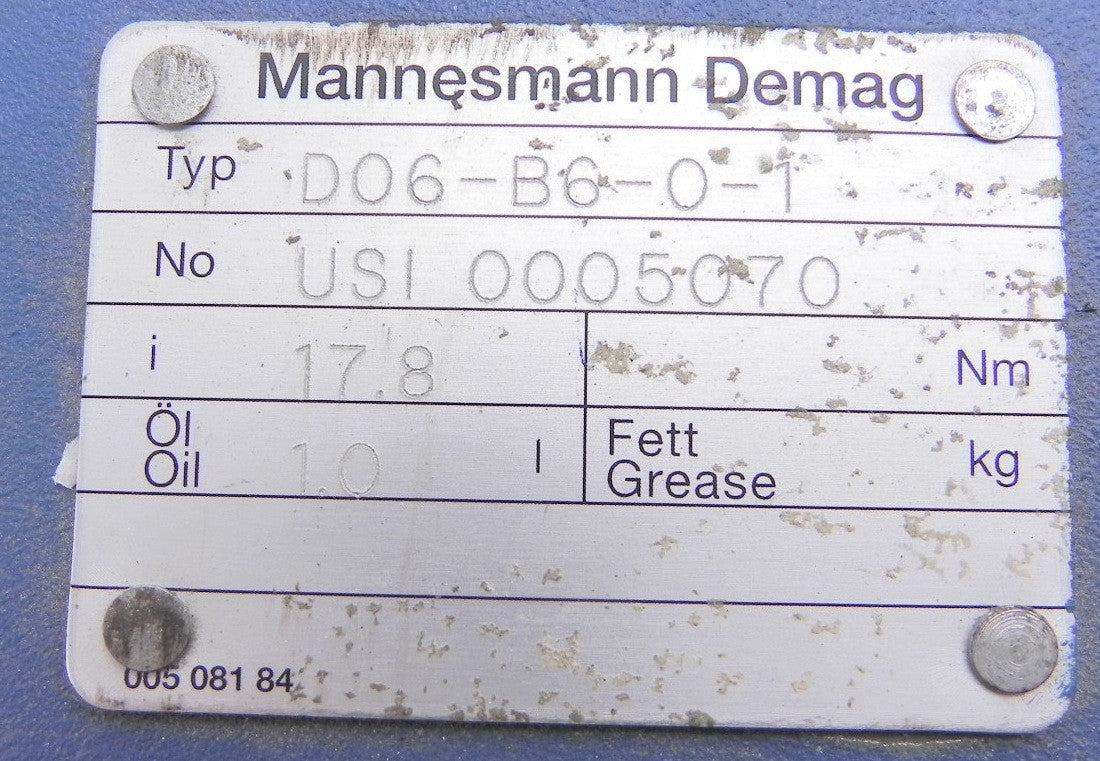 Mannesmann Demag
Typ D06-B6-0-1
No USI 0005070
i 17.8 Nm
Öl
Oil 1.0 l
Fett
Grease kg
005 081 84